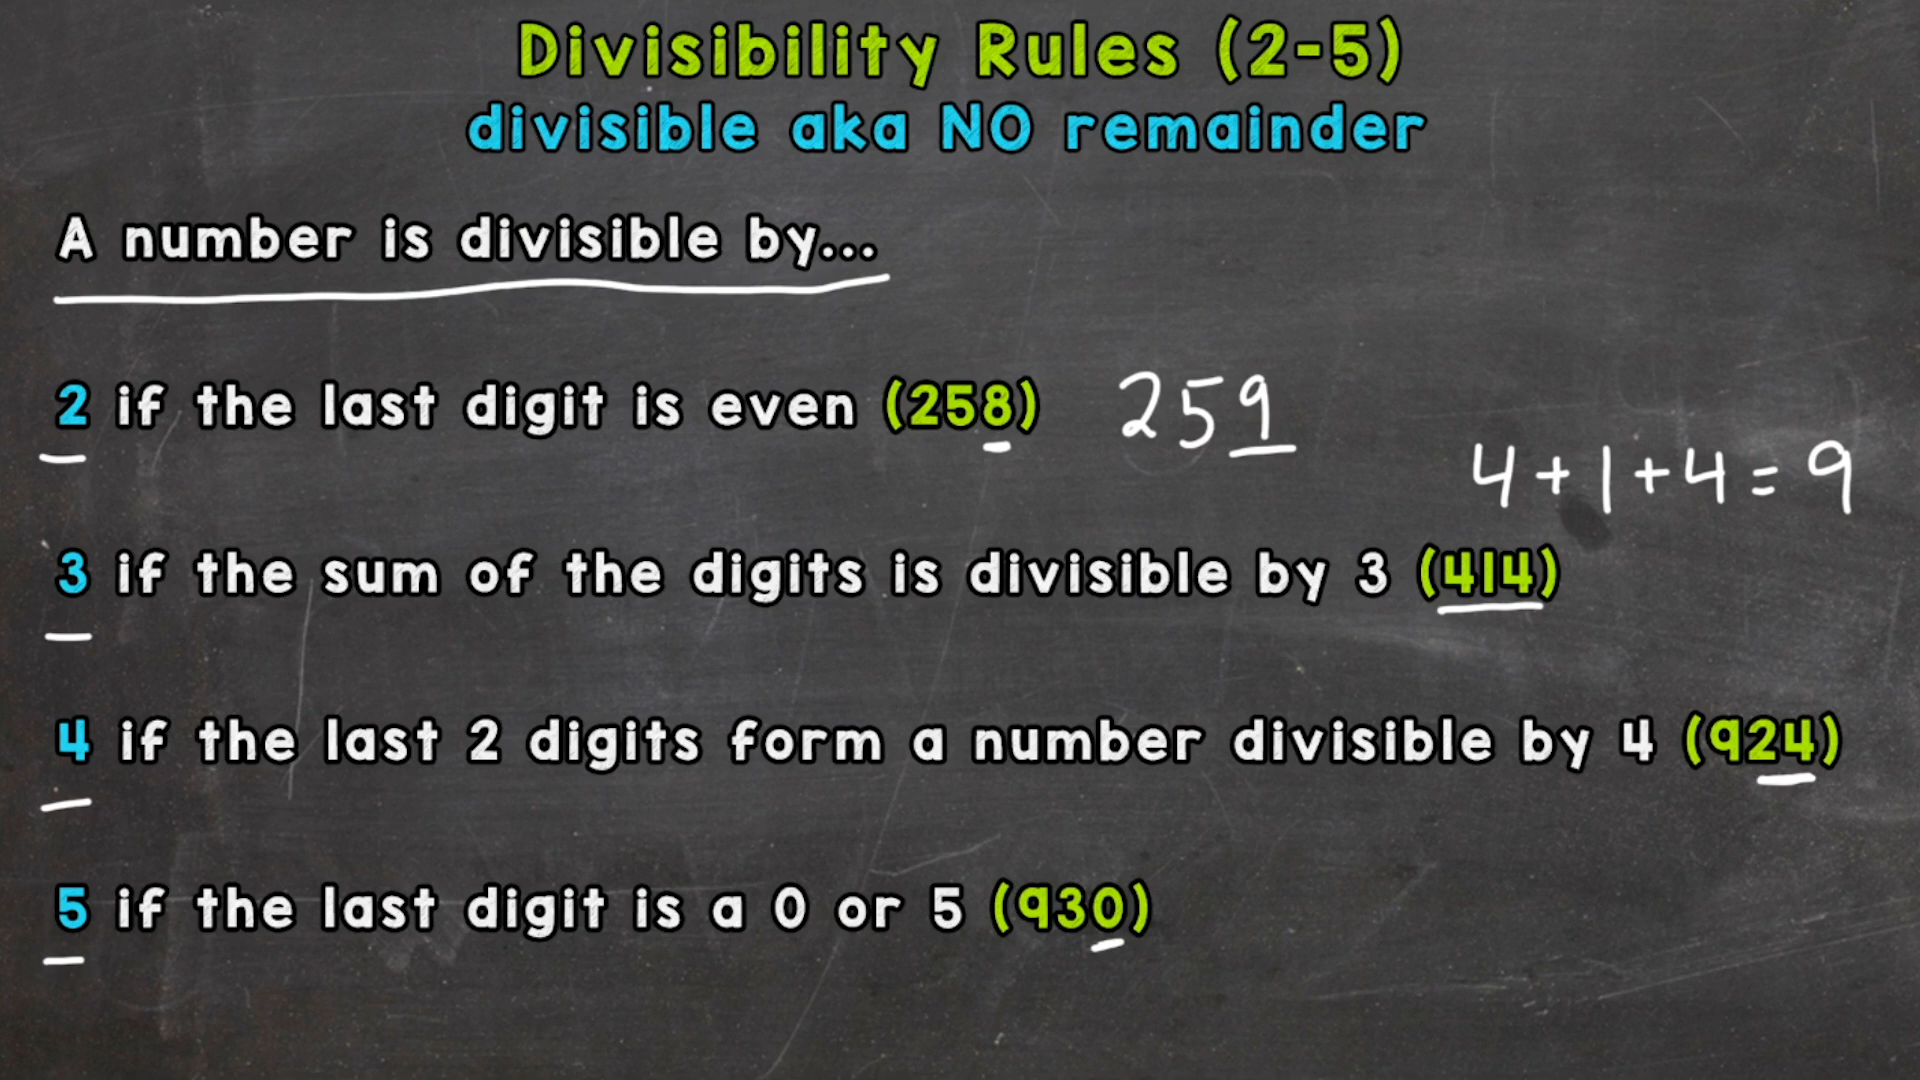 Divisibility Rules (2-5)
divisible aka NO remainder
A number is divisible by...
2 if the last digit is even (258) 259
4+1+4=9
3 if the sum of the digits is divisible by 3 (414)
4 if the last 2 digits form a number divisible by 4 (924)
5 if the last digit is a 0 or 5 (930)